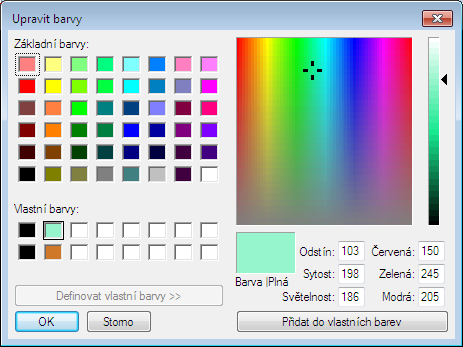 Upravit barvy
Základní barvy:
Vlastní barvy:
Definovat vlastní barvy >>
OK
Storno
Barva |Plná
Odstín: 103
Sytost: 198
Světelnost: 186
Červená: 150
Zelená: 245
Modrá: 205
Přidat do vlastních barev